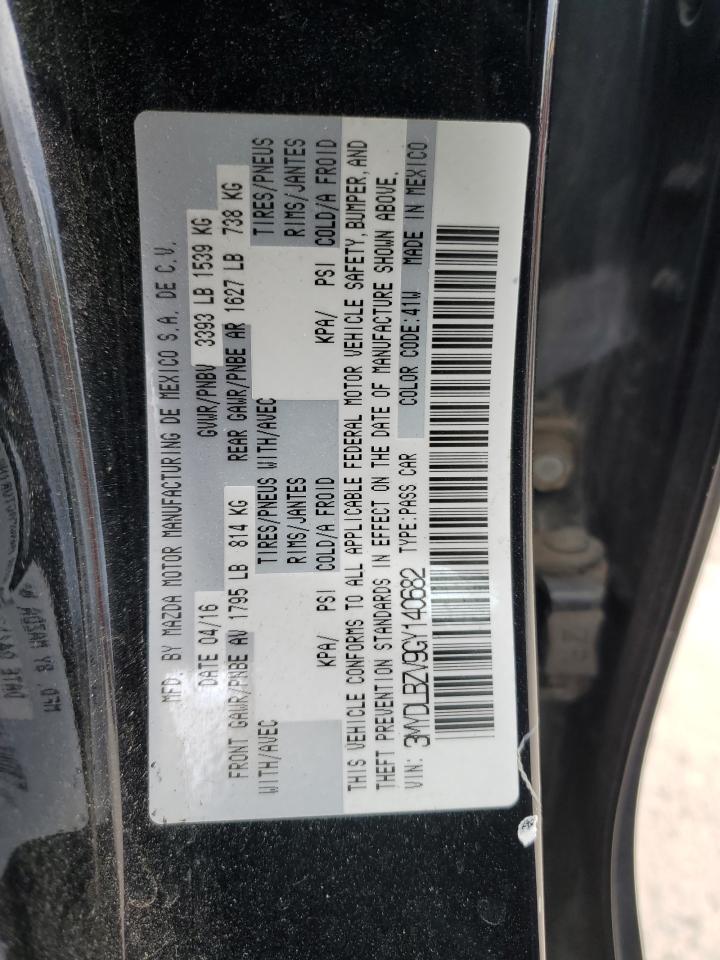 MFD. BY MAZDA MOTOR MANUFACTURING DE MEXICO S.A. DE C.V.
DATE 04/16 GVWR/PNBV 3393 LB 1539 KG
FRONT GAWR/PNBE AV 1795 LB 814 KG REAR GAWR/PNBE AR 1627 LB 738 KG
WITH/AVEC TIRES/PNEUS WITH/AVEC TIRES/PNEUS
RIMS/JANTES RIMS/JANTES
KPA/ PSI COLD/A FROID KPA/ PSI COLD/A FROID
THIS VEHICLE CONFORMS TO ALL APPLICABLE FEDERAL MOTOR VEHICLE SAFETY, BUMPER, AND
THEFT PREVENTION STANDARDS IN EFFECT ON THE DATE OF MANUFACTURE SHOWN ABOVE.
VIN: 3MYDLBZV9GY140682 TYPE:PASS CAR COLOR CODE:41W MADE IN MEXICO